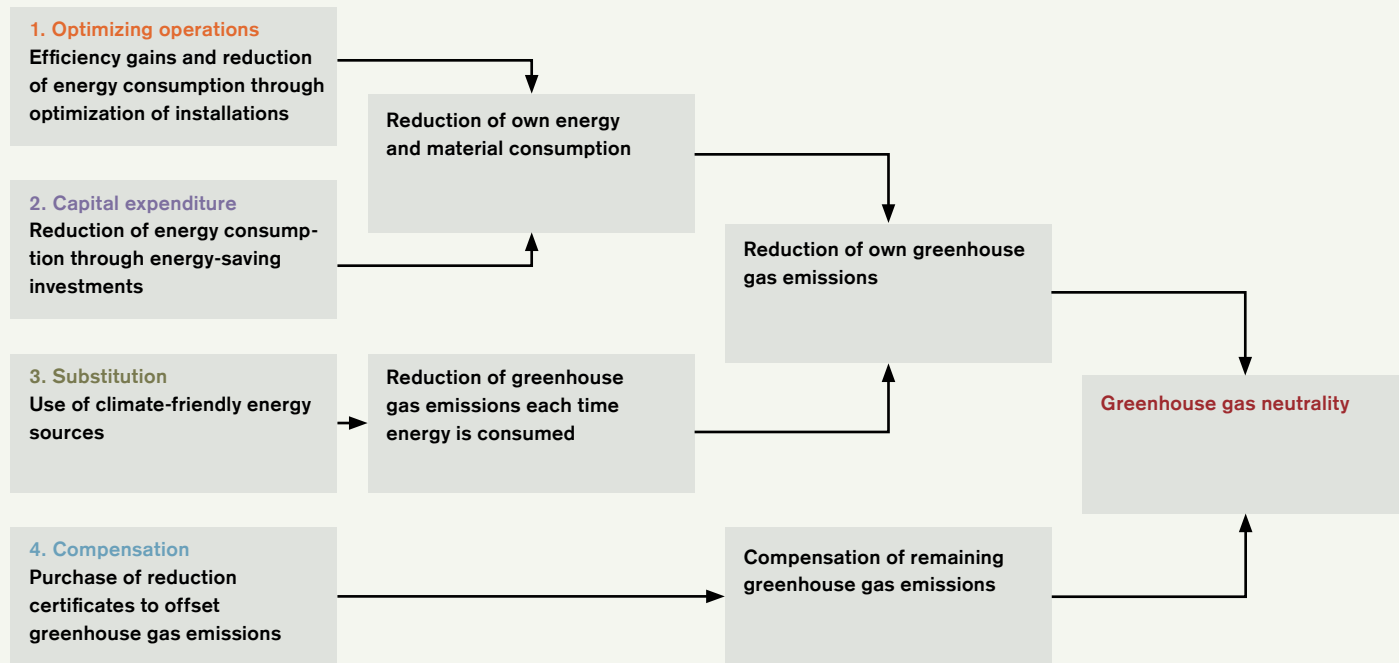 1. Optimizing operations
Efficiency gains and reduction
of energy consumption through
optimization of installations
Reduction of own energy
and material consumption
2. Capital expenditure
Reduction of energy consump-
tion through energy-saving
investments
Reduction of own greenhouse
gas emissions
3. Substitution
Use of climate-friendly energy
sources
Reduction of greenhouse
gas emissions each time
energy is consumed
Greenhouse gas neutrality
4. Compensation
Purchase of reduction
certificates to offset
greenhouse gas emissions
Compensation of remaining
greenhouse gas emissions